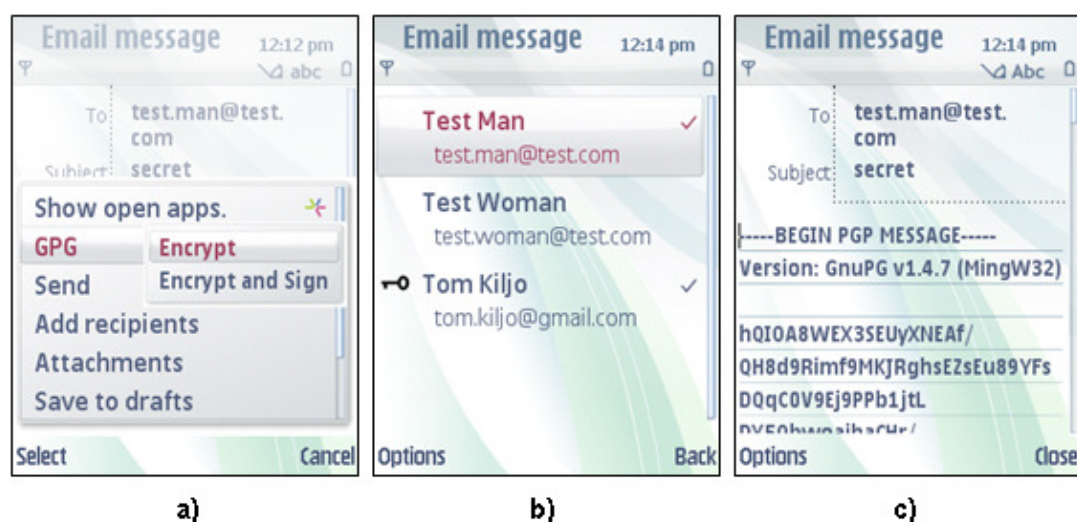 Email message
12:12 pm
abc
To test.man@test.
com
Subject secret
Show open apps.
GPG
Encrypt
Send
Encrypt and Sign
Add recipients
Attachments
Save to drafts
Select Cancel
a)
Email message
12:14 pm
Test Man
test.man@test.com
Test Woman
test.woman@test.com
Tom Kiljo
tom.kiljo@gmail.com
Options Back
b)
Email message
12:14 pm
Abc
To test.man@test.
com
Subject secret
-----BEGIN PGP MESSAGE-----
Version: GnuPG v1.4.7 (MingW32)
hQIOA8WEX3SEUyXNEAf/
QH8d9Rimf9MKJRghsEZsEu89YFs
DQqC0V9Ej9PPb1jtL
Options Close
c)